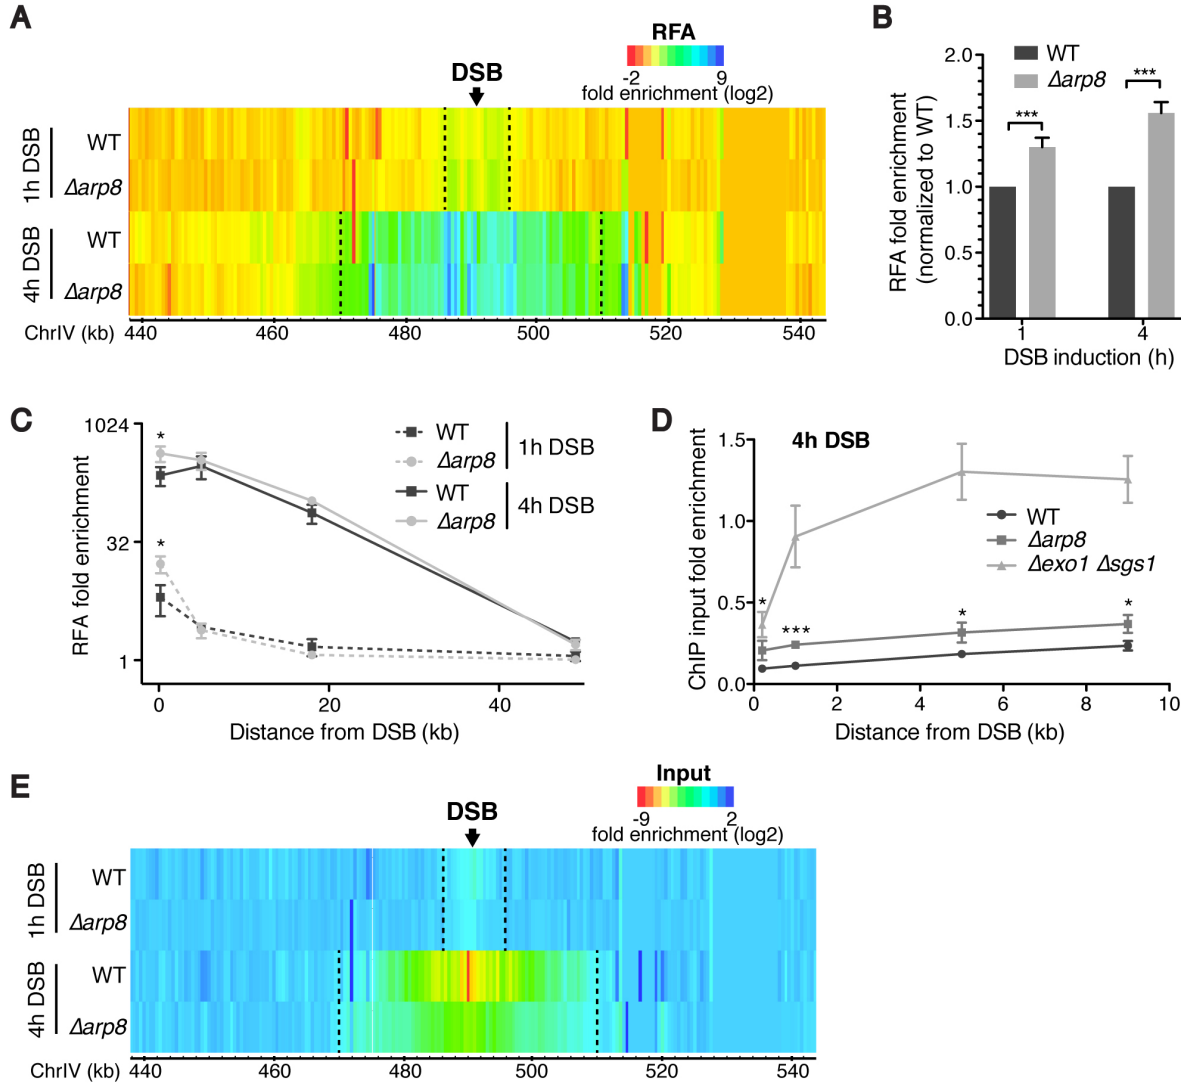 A
RFA
-2 9
fold enrichment (log2)
DSB
1h DSB
WT
Δarp8
4h DSB
WT
Δarp8
ChrIV (kb) 440 460 480 500 520 540
B
WT
Δarp8
RFA fold enrichment
(normalized to WT)
2.0
1.5
1.0
0.5
0.0
***
***
1 4
DSB induction (h)
C
RFA fold enrichment
1024
32
1
*
*
WT
Δarp8
1h DSB
WT
Δarp8
4h DSB
0 20 40
Distance from DSB (kb)
D
4h DSB
ChIP input fold enrichment
1.5
1.0
0.5
0.0
WT
Δarp8
Δexo1 Δsgs1
*
***
*
*
0 2 4 6 8 10
Distance from DSB (kb)
E
Input
-9 2
fold enrichment (log2)
DSB
1h DSB
WT
Δarp8
4h DSB
WT
Δarp8
ChrIV (kb) 440 460 480 500 520 540